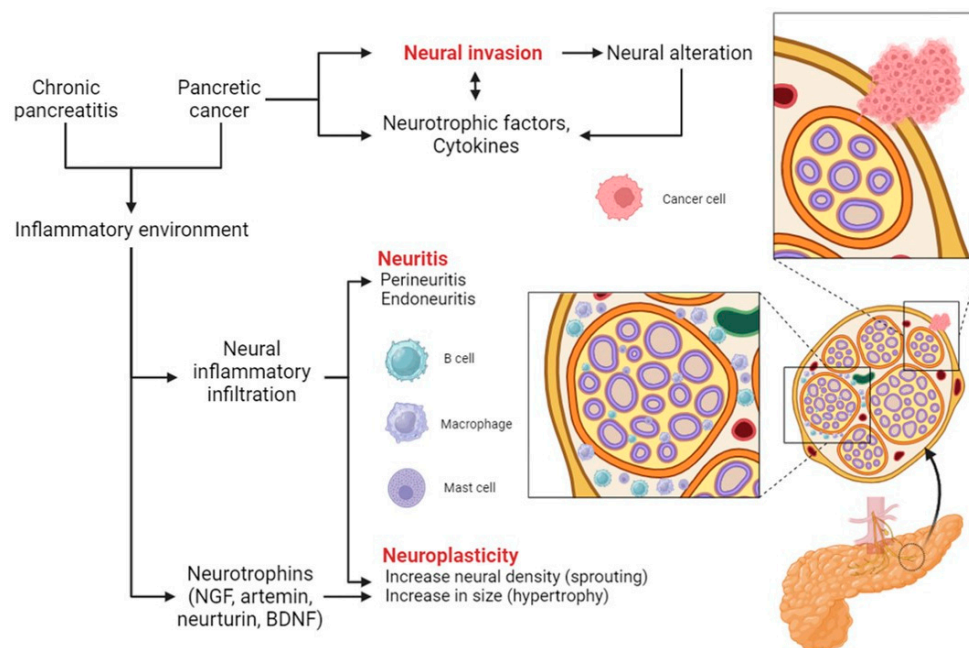 Neural invasion
Neural alteration
Chronic
pancreatitis
Pancretic
cancer
Neurotrophic factors,
Cytokines
Cancer cell
Inflammatory environment
Neuritis
Perineuritis
Endoneuritis
Neural
inflammatory
infiltration
B cell
Macrophage
Mast cell
Neuroplasticity
Increase neural density (sprouting)
Increase in size (hypertrophy)
Neurotrophins
(NGF, artemin,
neurturin, BDNF)